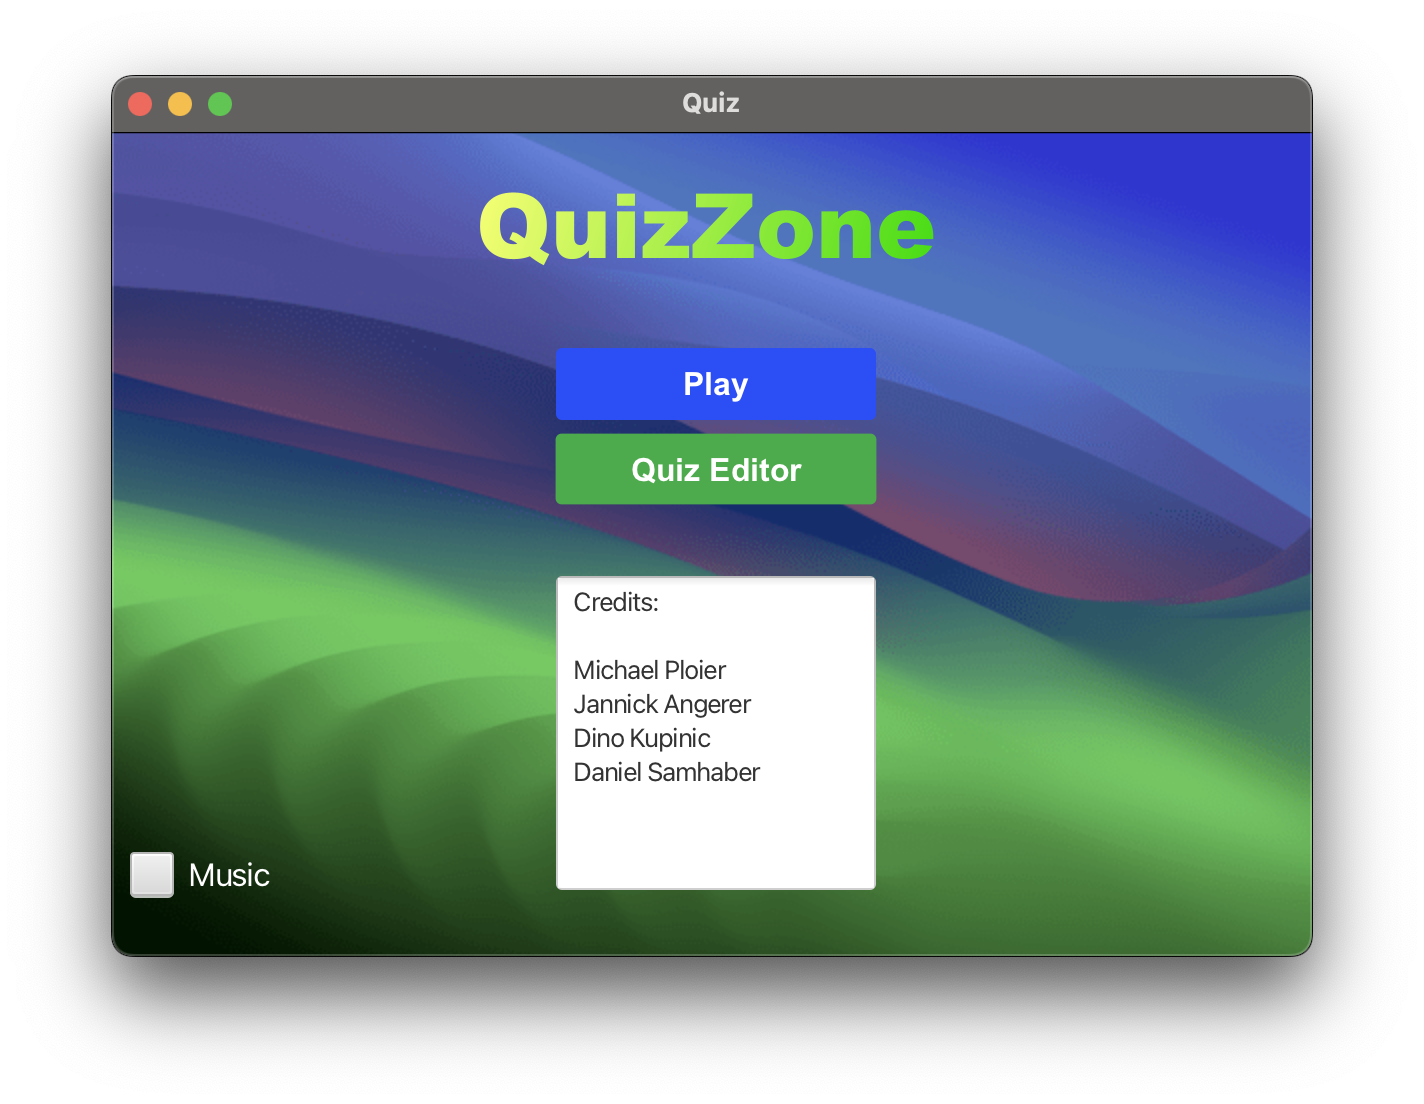 Quiz
QuizZone
Play
Quiz Editor
Credits:
Michael Ploier
Jannick Angerer
Dino Kupinic
Daniel Samhaber
Music